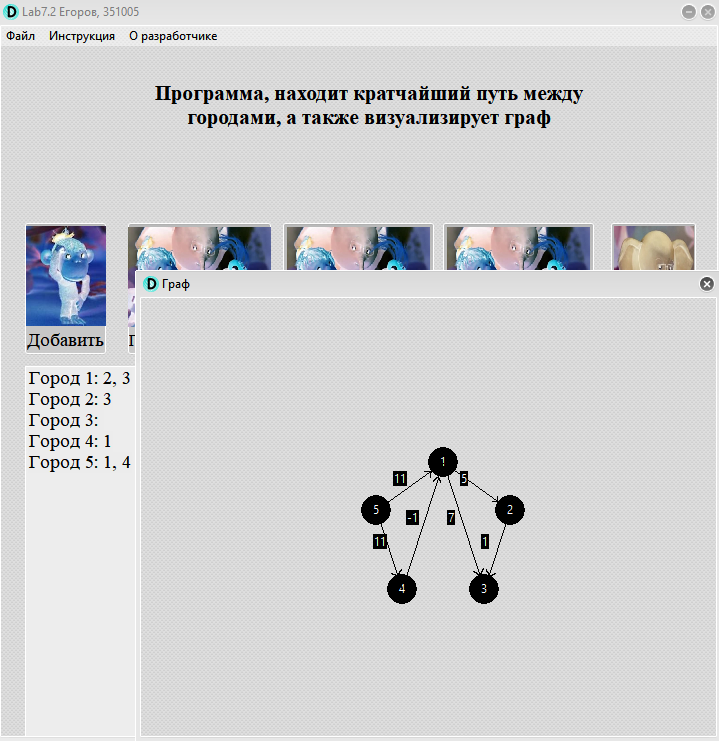 Lab7.2 Егоров, 351005
Файл Инструкция О разработчике
Программа, находит кратчайший путь между
городами, а также визуализирует граф
Добавить
Граф
Город 1: 2, 3
Город 2: 3
Город 3:
Город 4: 1
Город 5: 1, 4
1
11
5
5
2
-1
7
11
1
4
3